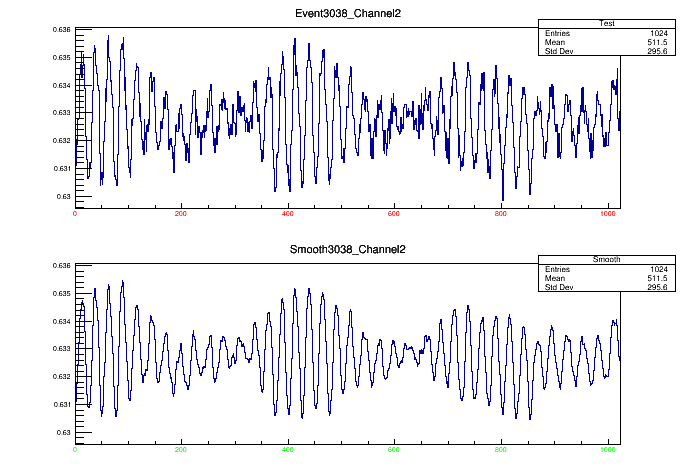 Event3038_Channel2
Test
Entries 1024
Mean 511.5
Std Dev 295.6
0.636
0.635
0.634
0.633
0.632
0.631
0.63
0 200 400 600 800 1000
Smooth3038_Channel2
Smooth
Entries 1024
Mean 511.5
Std Dev 295.6
0.636
0.635
0.634
0.633
0.632
0.631
0.63
0 200 400 600 800 1000